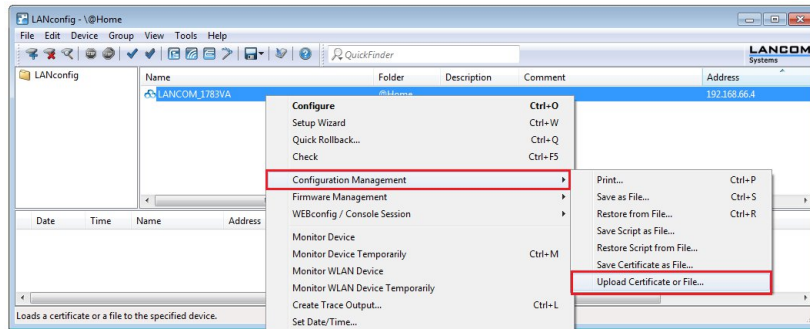 LANconfig - \@Home
File Edit Device Group View Tools Help
QuickFinder
LANCOM
Systems
LANconfig
Name Folder Description Comment Address
LANCOM_1783VA @Home 192.168.66.4
Configure Ctrl+O
Setup Wizard Ctrl+W
Quick Rollback... Ctrl+Q
Check Ctrl+F5
Configuration Management
Firmware Management
WEBconfig / Console Session
Monitor Device
Monitor Device Temporarily Ctrl+M
Monitor WLAN Device
Monitor WLAN Device Temporarily
Create Trace Output... Ctrl+L
Set Date/Time...
Print... Ctrl+P
Save as File... Ctrl+S
Restore from File... Ctrl+R
Save Script as File...
Restore Script from File...
Save Certificate as File...
Upload Certificate or File...
Date Time Name Address
Loads a certificate or a file to the specified device.